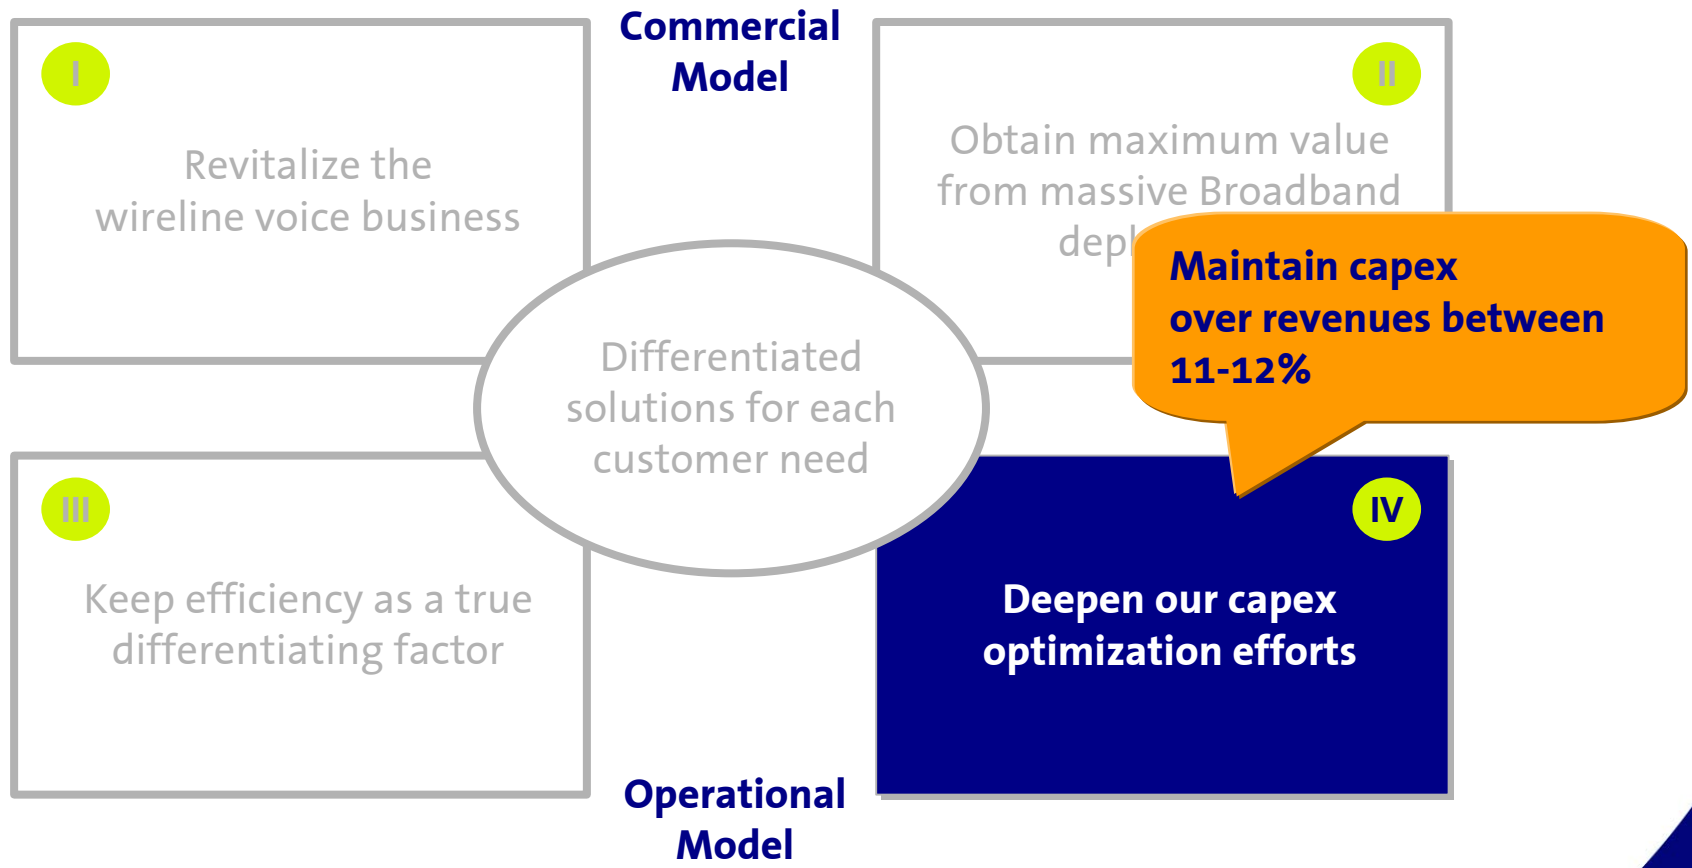 Commercial
Model
I
Revitalize the
wireline voice business
II
Obtain maximum value
from massive Broadband
Maintain capex
over revenues between
11-12%
Differentiated
solutions for each
customer need
III
Keep efficiency as a true
differentiating factor
IV
Deepen our capex
optimization efforts
Operational
Model